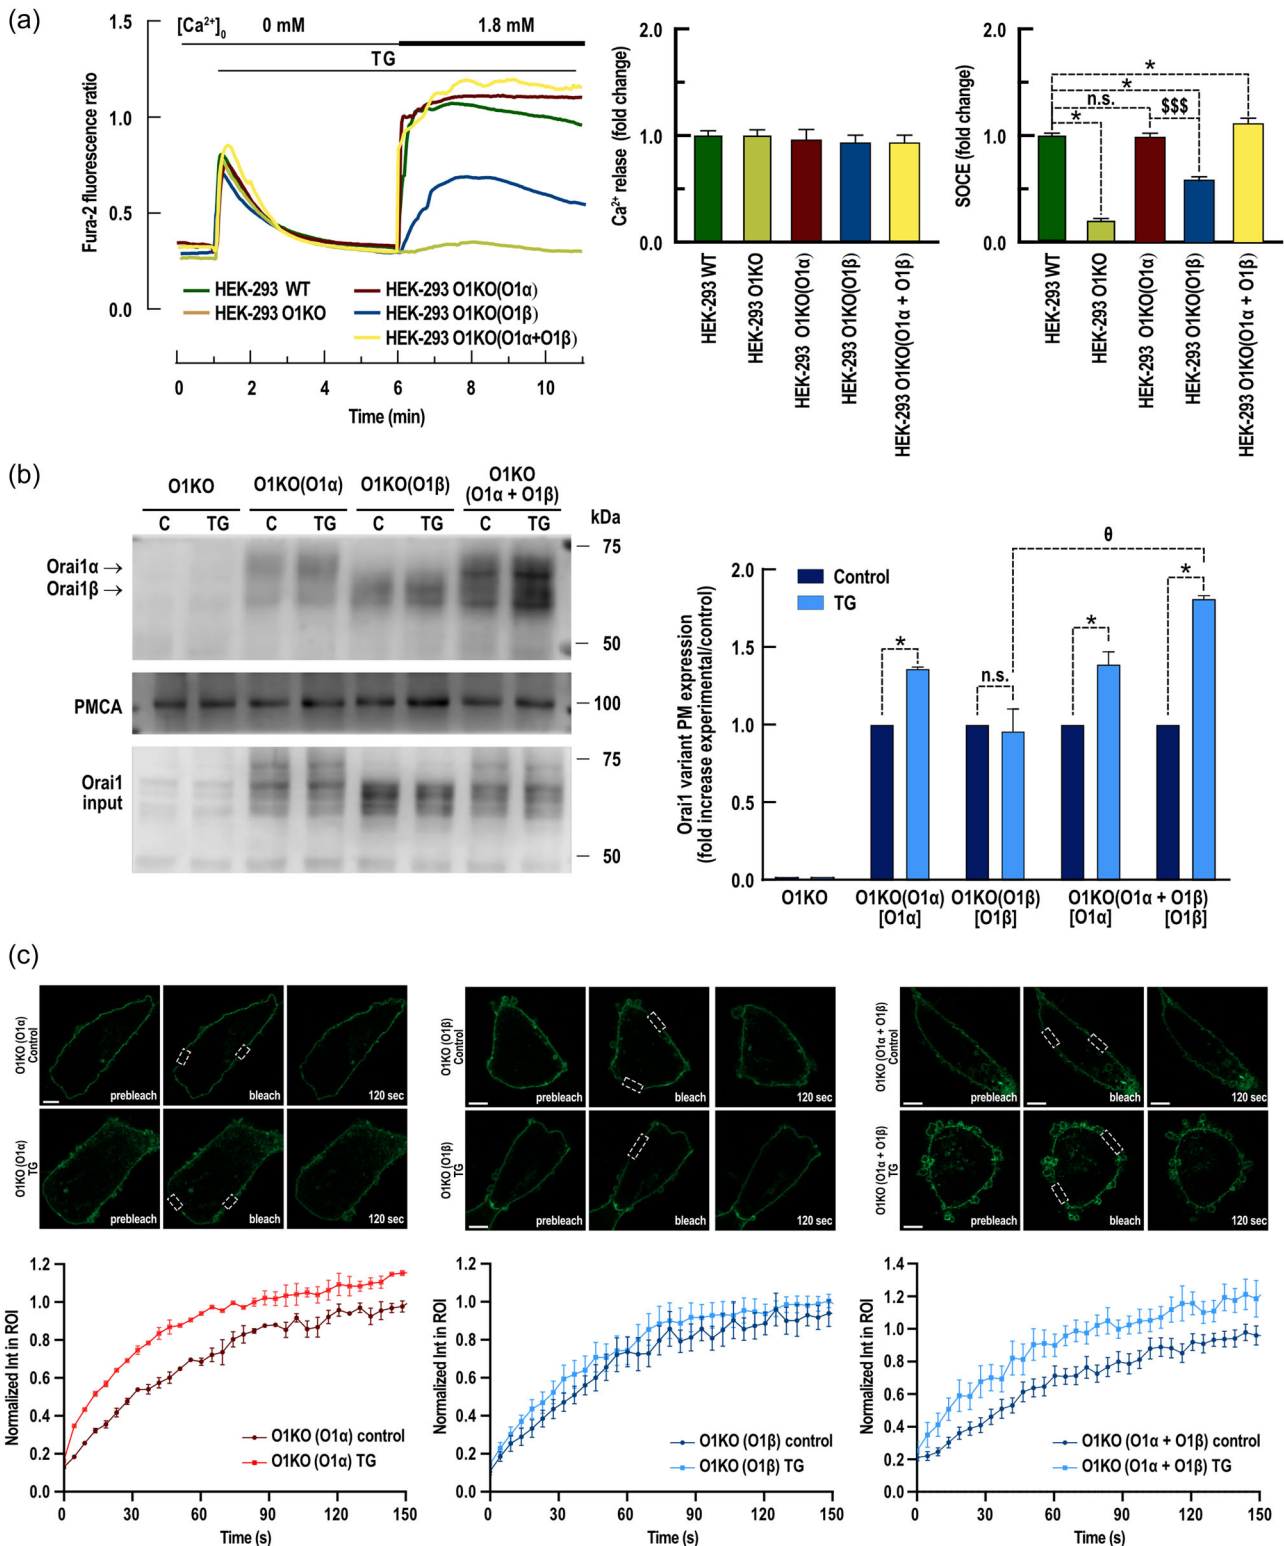 (a)
[Ca²⁺]₀ 0 mM 1.8 mM
TG
1.5
1.0
0.5
0.0
Fura-2 fluorescence ratio
HEK-293 WT
HEK-293 O1KO
HEK-293 O1KO(O1α)
HEK-293 O1KO(O1β)
HEK-293 O1KO(O1α+O1β)
0 2 4 6 8 10
Time (min)
2.0
1.0
0.0
Ca²⁺ relase (fold change)
HEK-293 WT
HEK-293 O1KO
HEK-293 O1KO(O1α)
HEK-293 O1KO(O1β)
HEK-293 O1KO(O1α + O1β)
2.0
1.0
0.0
SOCE (fold change)
*
*
n.s. $$$
*
HEK-293 WT
HEK-293 O1KO
HEK-293 O1KO(O1α)
HEK-293 O1KO(O1β)
HEK-293 O1KO(O1α + O1β)
(b)
O1KO O1KO(O1α) O1KO(O1β) O1KO
(O1α + O1β)
C TG C TG C TG C TG kDa
75
Orai1α →
Orai1β →
50
PMCA 100
75
Orai1
input
50
2.0
1.5
1.0
0.5
0.0
Orai1 variant PM expression
(fold increase experimental/control)
Control
TG
θ
*
n.s.
*
*
O1KO O1KO(O1α) O1KO(O1β) O1KO(O1α + O1β)
[O1α] [O1β] [O1α] [O1β]
(c)
O1KO (O1α)
Control
prebleach bleach 120 sec
O1KO (O1α)
TG
prebleach bleach 120 sec
O1KO (O1β)
Control
prebleach bleach 120 sec
O1KO (O1β)
TG
prebleach bleach 120 sec
O1KO (O1α + O1β)
Control
prebleach bleach 120 sec
O1KO (O1α + O1β)
TG
prebleach bleach 120 sec
1.2
1.0
0.8
0.6
0.4
0.2
0.0
Normalized Int in ROI
O1KO (O1α) control
O1KO (O1α) TG
0 30 60 90 120 150
Time (s)
1.2
1.0
0.8
0.6
0.4
0.2
0.0
Normalized Int in ROI
O1KO (O1β) control
O1KO (O1β) TG
0 30 60 90 120 150
Time (s)
1.4
1.2
1.0
0.8
0.6
0.4
0.2
0.0
Normalized Int in ROI
O1KO (O1α + O1β) control
O1KO (O1α + O1β) TG
0 30 60 90 120 150
Time (s)